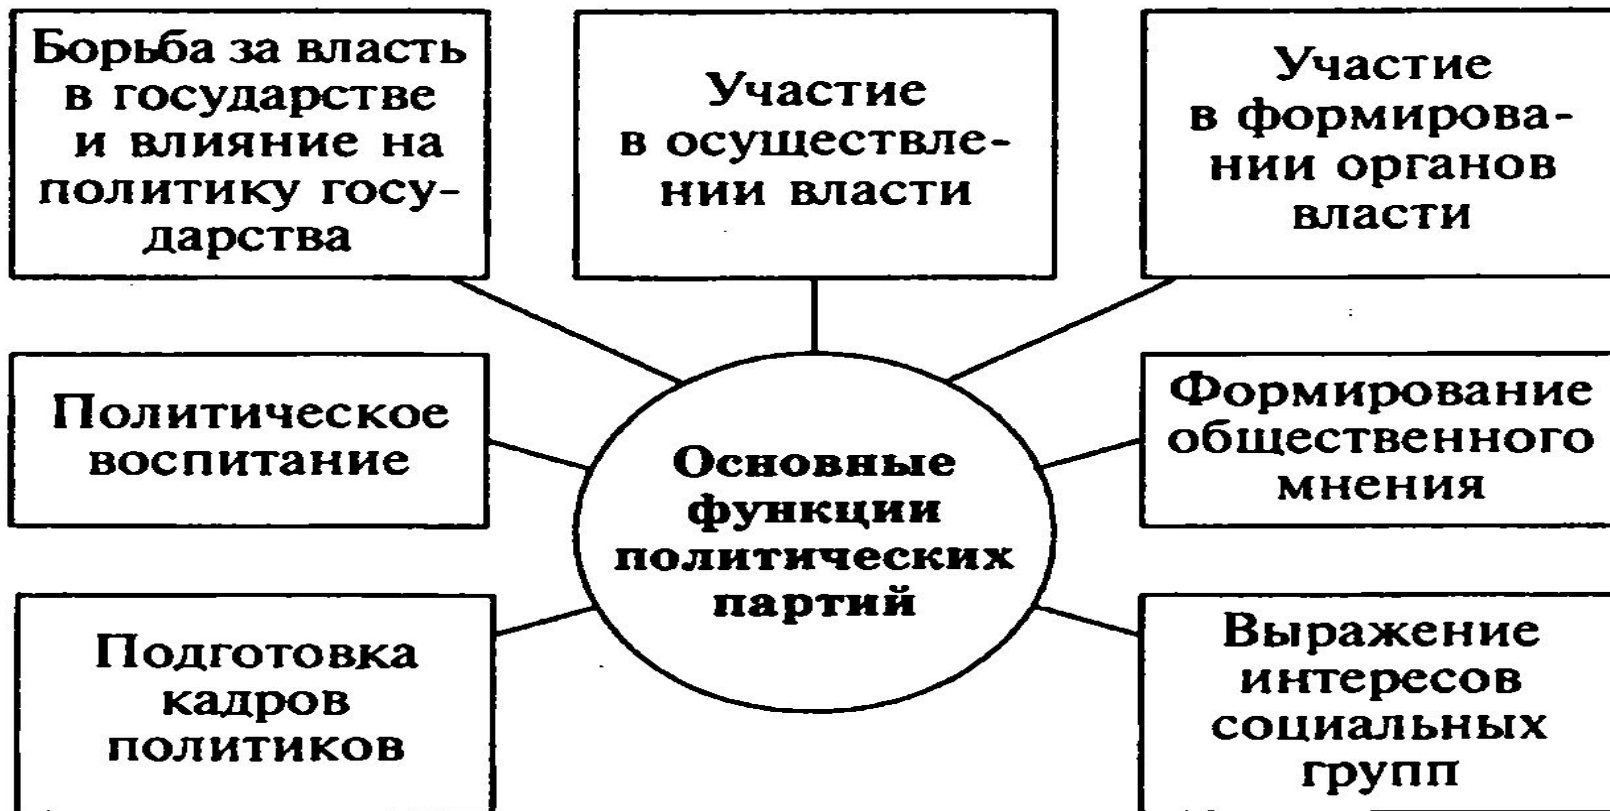 Борьба за власть
в государстве
и влияние на
политику госу-
дарства
Участие
в осуществле-
нии власти
Участие
в формирова-
нии органов
власти
Политическое
воспитание
Основные
функции
политических
партий
Формирование
общественного
мнения
Подготовка
кадров
политиков
Выражение
интересов
социальных
групп